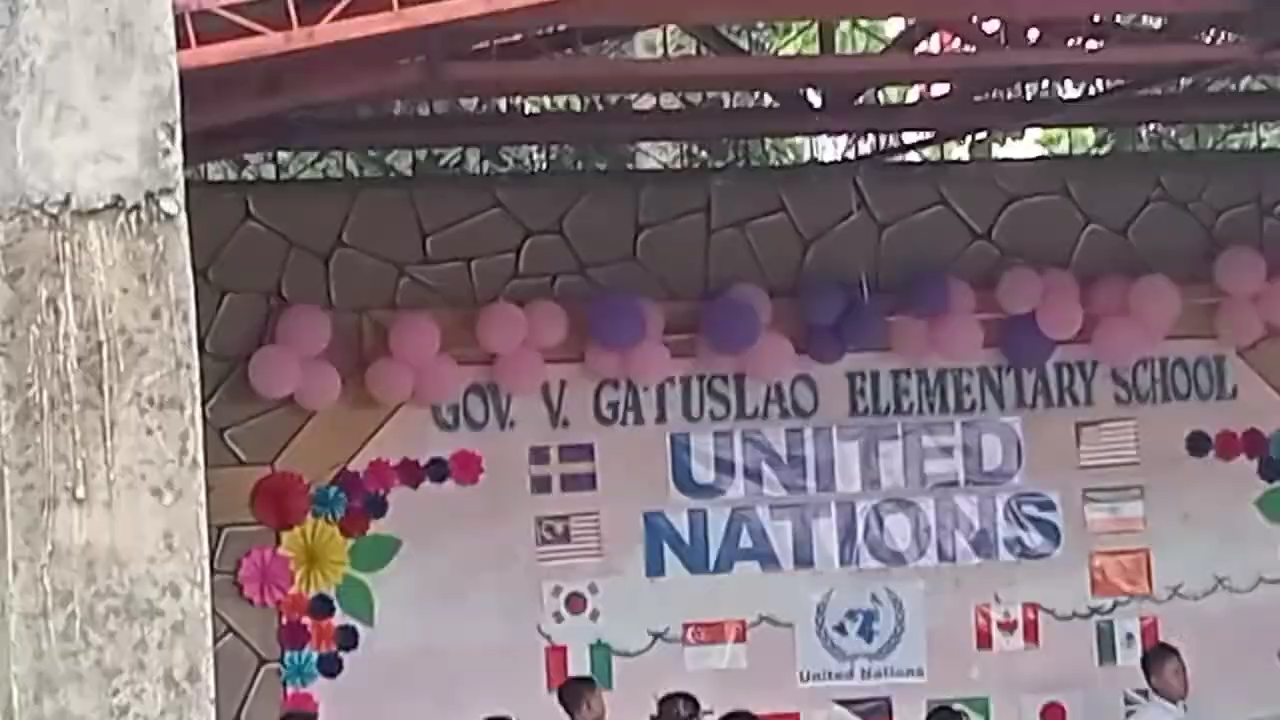 GOV. V. GATUSLAO ELEMENTARY SCHOOL
UNITED
NATIONS
United Nations